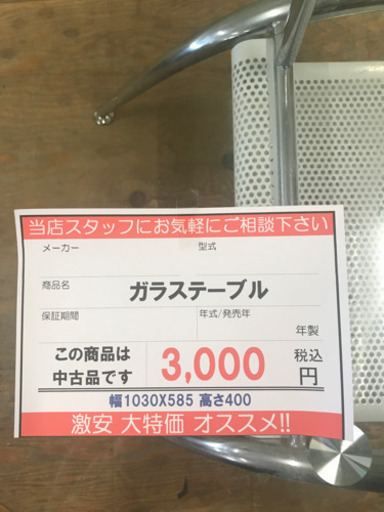 当店スタッフにお気軽にご相談下さい
メーカー 型式
商品名 ガラステーブル
保証期間 年式/発売年
年製
この商品は
中古品です
3,000 税込
円
幅1030X585 高さ400
激安 大特価 オススメ!!